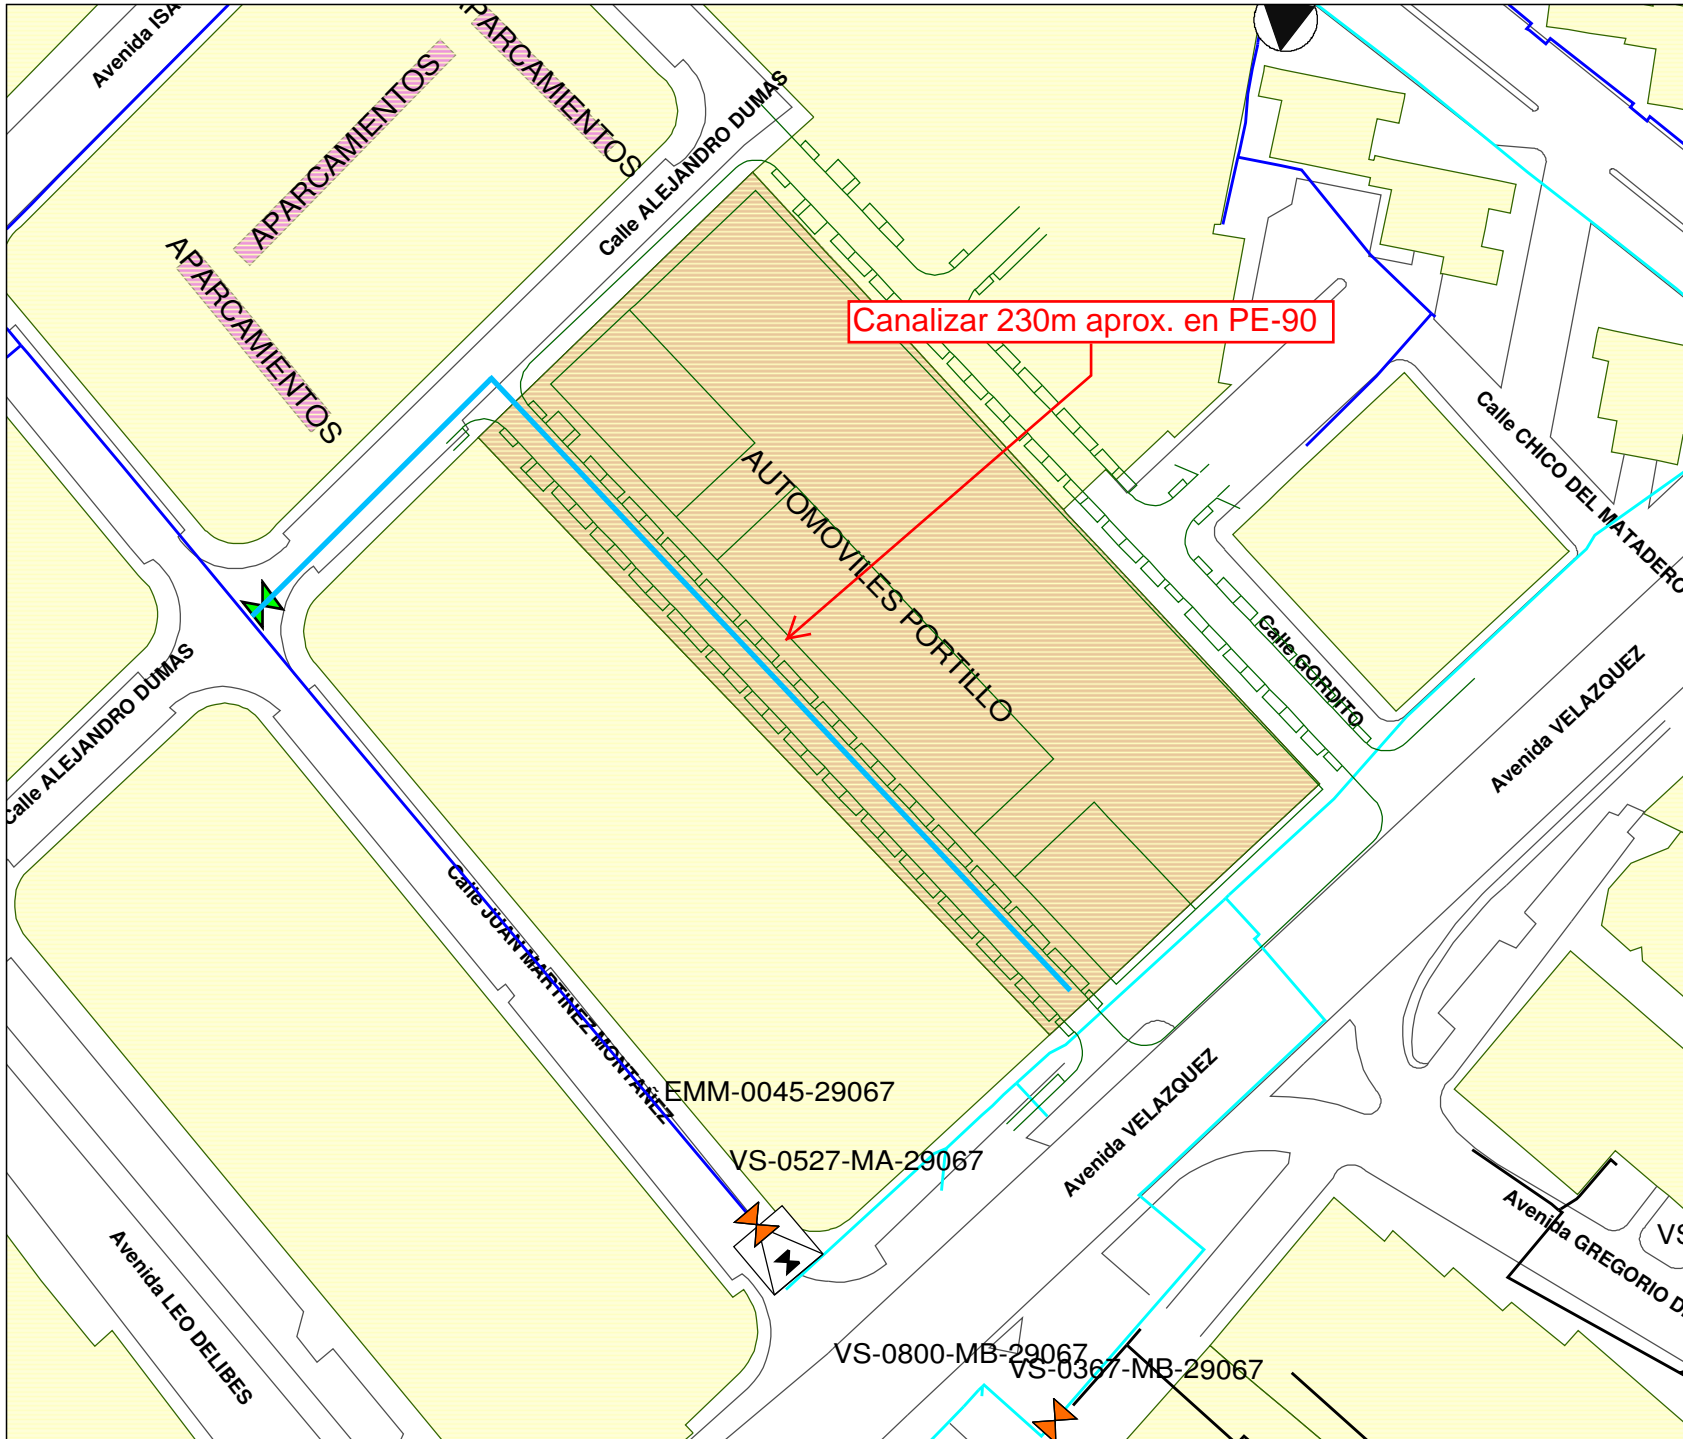 Avenida ISA
APARCAMIENTOS
APARCAMIENTOS
Calle ALEJANDRO DUMAS
APARCAMIENTOS
Canalizar 230m aprox. en PE-90
Calle CHICO DEL MATADERO
AUTOMOVILES PORTILLO
Calle GORDITO
Avenida VELAZQUEZ
Calle ALEJANDRO DUMAS
Calle JUAN MARTINEZ MONTAÑEZ
EMM-0045-29067
VS-0527-MA-29067
Avenida VELAZQUEZ
Avenida GREGORIO D
VS
Avenida LEO DELIBES
VS-0800-MB-29067
VS-0367-MB-29067